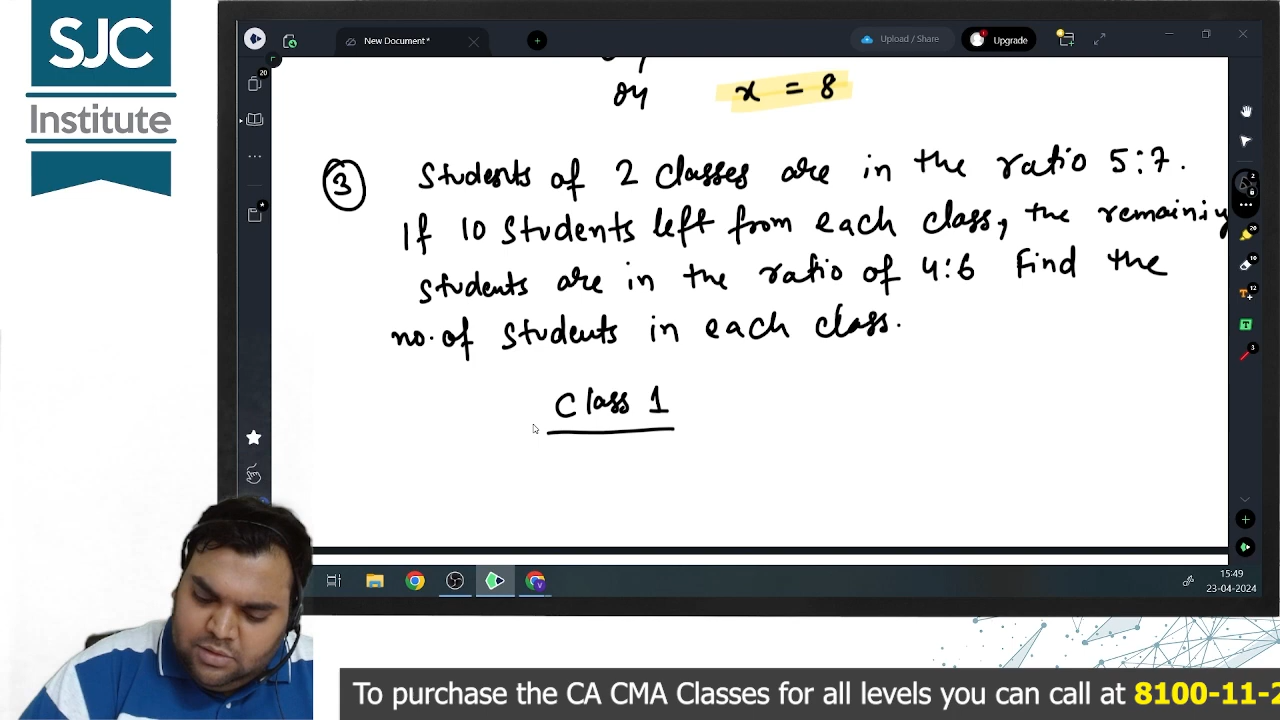 SJC
Institute
New Document*
Upload / Share
Upgrade
or x = 8
3 Students of 2 classes are in the ratio 5:7.
If 10 students left from each class, the remaining
students are in the ratio of 4:6 Find the
no. of students in each class.
Class 1
15:49
23-04-2024
To purchase the CA CMA Classes for all levels you can call at 8100-11-2